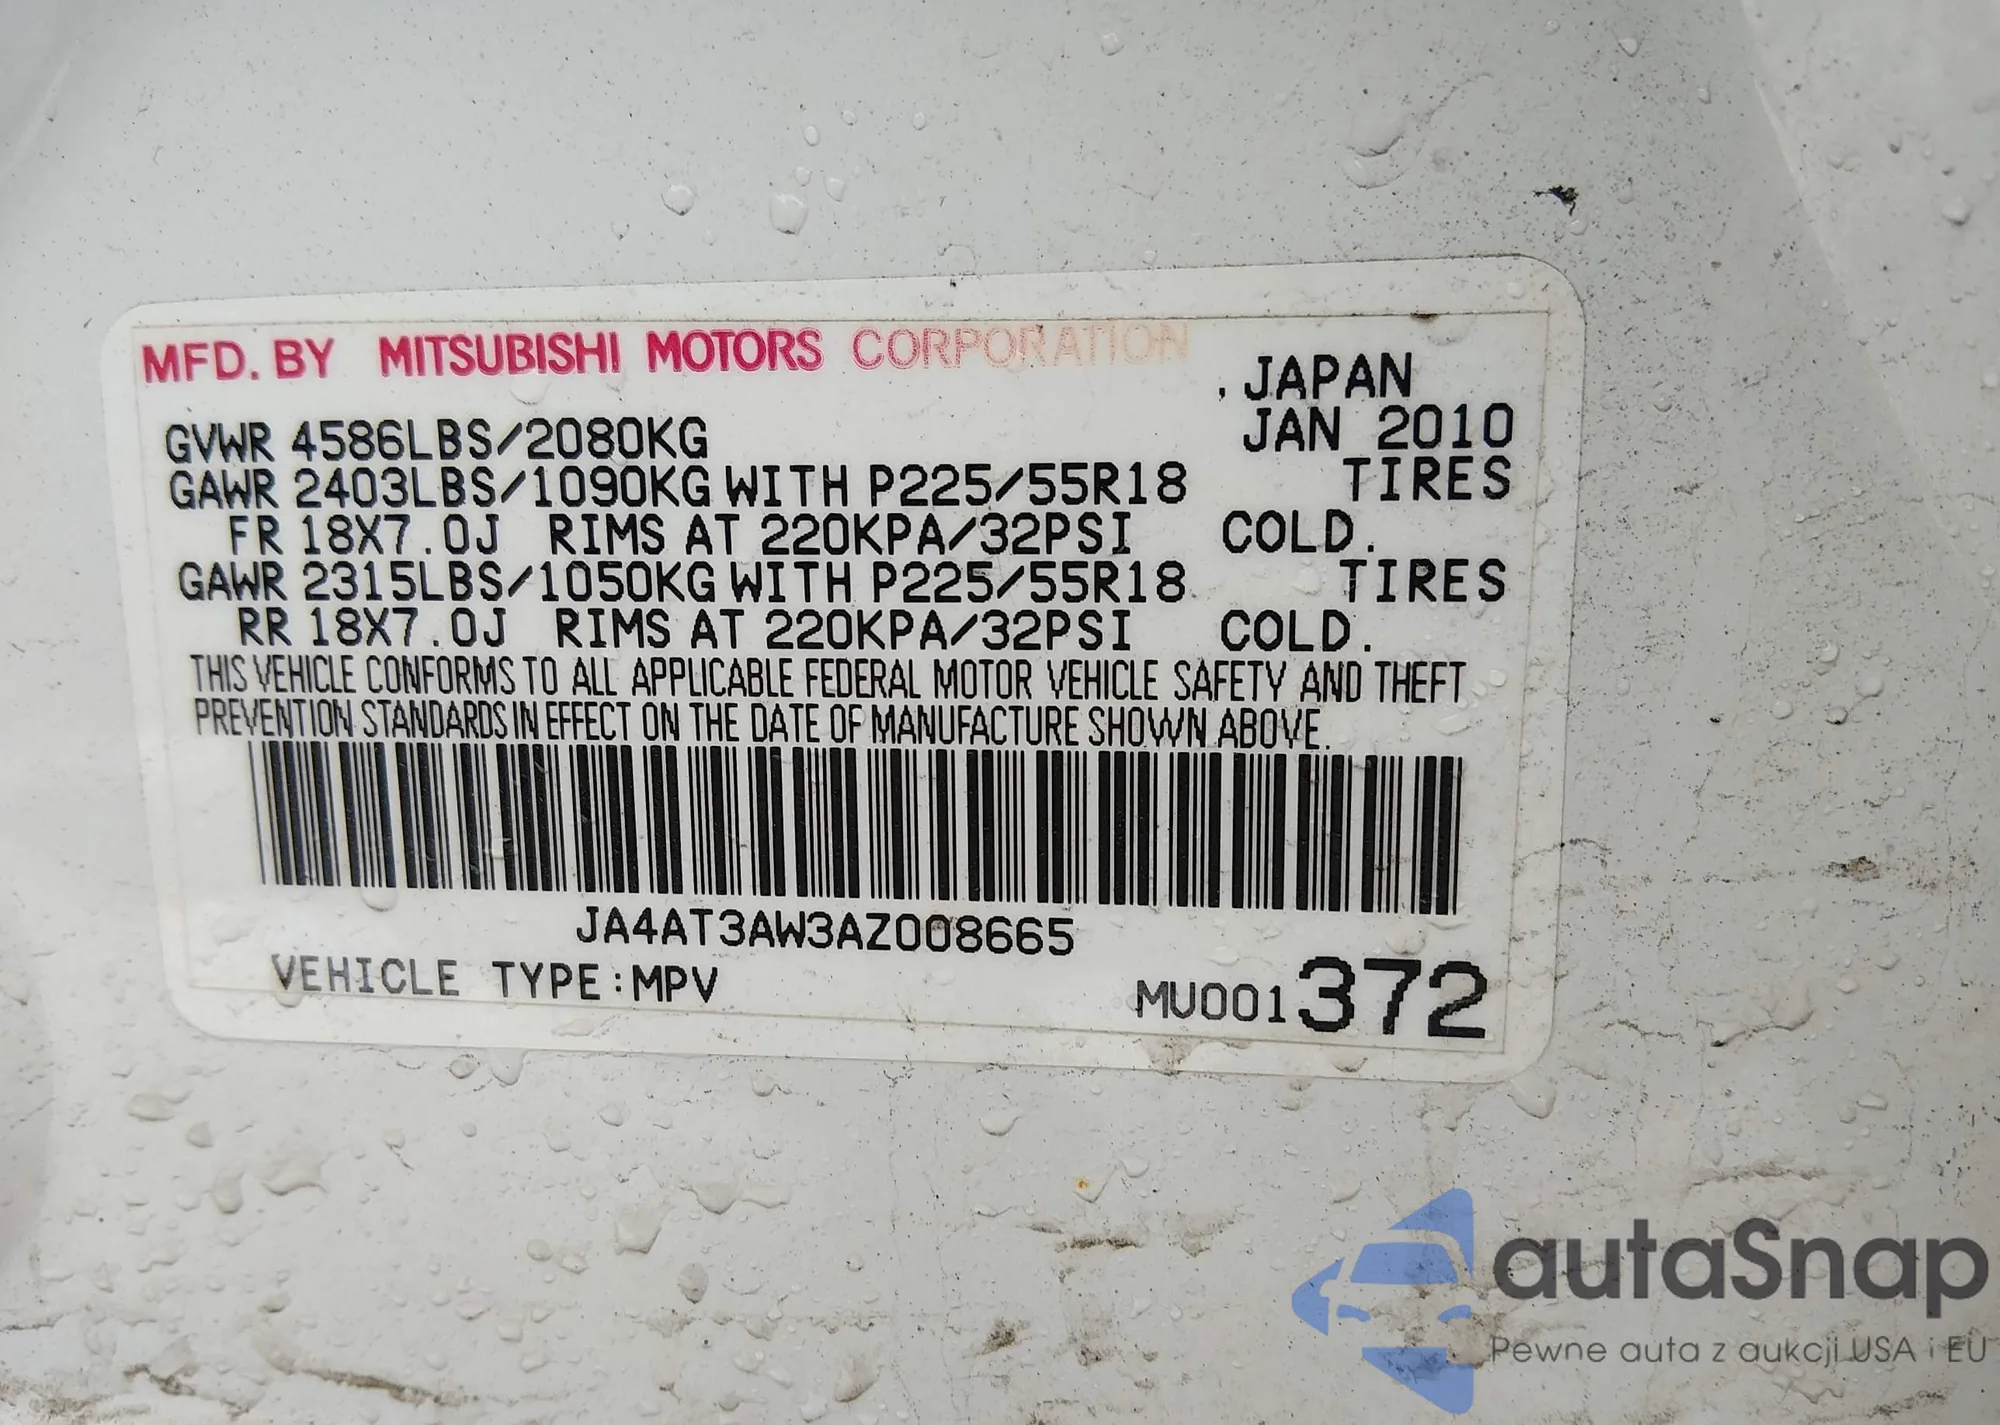 MFD. BY MITSUBISHI MOTORS CORPORATION
, JAPAN
GVWR 4586LBS/2080KG JAN 2010
GAWR 2403LBS/1090KG WITH P225/55R18 TIRES
FR 18X7.0J RIMS AT 220KPA/32PSI COLD.
GAWR 2315LBS/1050KG WITH P225/55R18 TIRES
RR 18X7.0J RIMS AT 220KPA/32PSI COLD.
THIS VEHICLE CONFORMS TO ALL APPLICABLE FEDERAL MOTOR VEHICLE SAFETY AND THEFT
PREVENTION STANDARDS IN EFFECT ON THE DATE OF MANUFACTURE SHOWN ABOVE.
JA4AT3AW3AZ008665
VEHICLE TYPE:MPV MU001372
autaSnap
Pewne auta z aukcji USA i EU